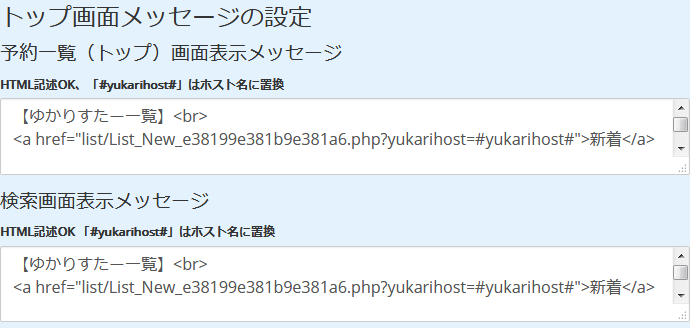 トップ画面メッセージの設定
予約一覧（トップ）画面表示メッセージ
HTML記述OK、「#yukarihost#」はホスト名に置換
【ゆかりすたー一覧】<br>
<a href="list/List_New_e38199e381b9e381a6.php?yukarihost=#yukarihost#">新着</a>
検索画面表示メッセージ
HTML記述OK 「#yukarihost#」はホスト名に置換
【ゆかりすたー一覧】<br>
<a href="list/List_New_e38199e381b9e381a6.php?yukarihost=#yukarihost#">新着</a>